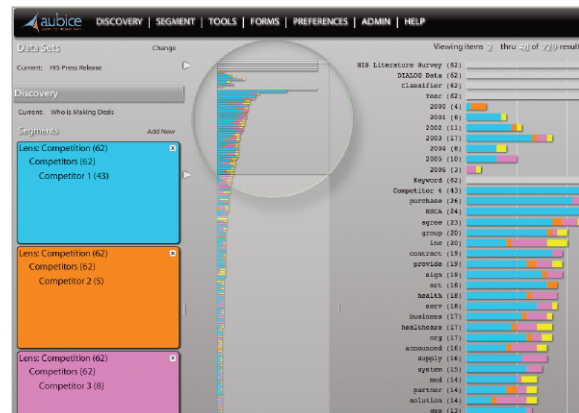 aubice
DISCOVERY | SEGMENT | TOOLS | FORMS | PREFERENCES | ADMIN | HELP
Data Sets
Change
Current: HIS Press Release
Discovery
Current: Who is Making Deals
Segments
Add New
Lens: Competition (62)
Competitors (62)
Competitor 1 (43)
Lens: Competition (62)
Competitors (62)
Competitor 2 (5)
Lens: Competition (62)
Competitors (62)
Competitor 3 (8)
Viewing items 2 thru 48 of 729 result
HIS Literature Survey (62)
DIALOG Data (62)
Classifier (62)
Year (62)
2000 (4)
2001 (8)
2002 (11)
2003 (17)
2004 (8)
2005 (10)
2006 (3)
Keyword (62)
Competitor 4 (43)
purchase (26)
HSCA (24)
agree (23)
group (20)
inc (20)
contract (19)
provide (19)
sign (19)
art (18)
health (18)
serv (18)
business (17)
healthcare (17)
org (17)
announced (16)
supply (16)
system (15)
med (14)
partner (14)
solution (14)